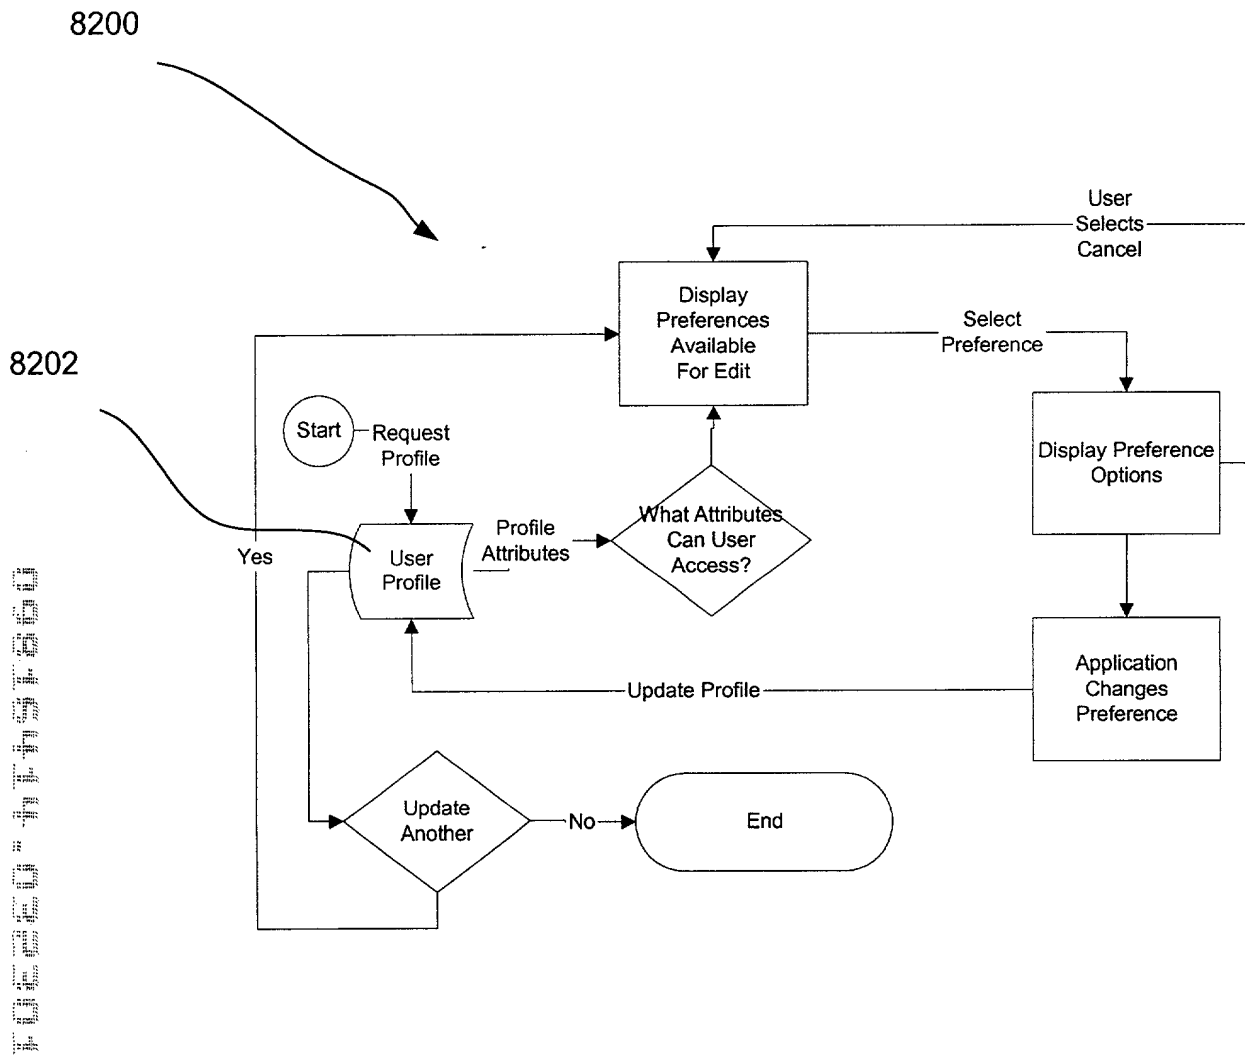 8200
User
Selects
Cancel
Display
Preferences
Available
For Edit
Select
Preference
8202
Start
Request
Profile
Display Preference
Options
What Attributes
Can User
Access?
Profile
Attributes
User
Profile
Yes
Application
Changes
Preference
Update Profile
Update
Another
No
End